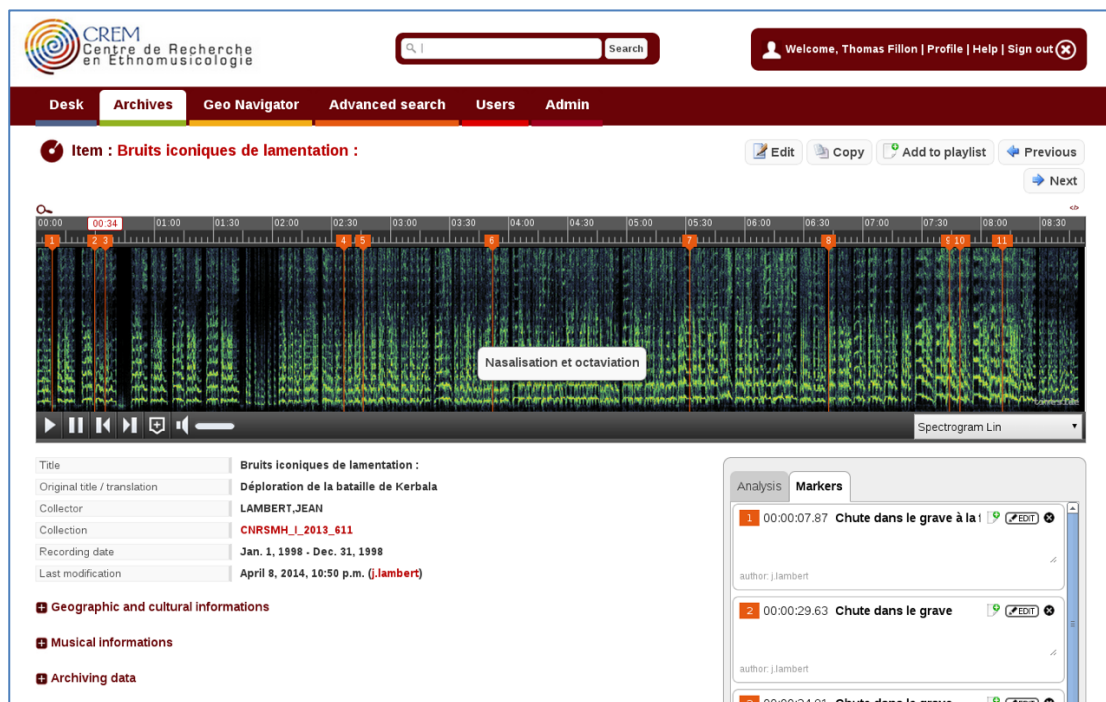 CREM
Centre de Recherche
en Ethnomusicologie
Search
Welcome, Thomas Fillon | Profile | Help | Sign out
Desk Archives Geo Navigator Advanced search Users Admin
Item : Bruits iconiques de lamentation :
Edit Copy Add to playlist Previous
Next
00:00 00:34 01:00 01:30 02:00 02:30 03:00 03:30 04:00 04:30 05:00 05:30 06:00 06:30 07:00 07:30 08:00 08:30
1 2 3 4 5 6 7 8 9 10 11
Nasalisation et octaviation
Spectrogram Lin
Title Bruits iconiques de lamentation :
Original title / translation Déploration de la bataille de Kerbala
Collector LAMBERT,JEAN
Collection CNRSMH_I_2013_611
Recording date Jan. 1, 1998 - Dec. 31, 1998
Last modification April 8, 2014, 10:50 p.m. (j.lambert)
Geographic and cultural informations
Musical informations
Archiving data
Analysis Markers
1 00:00:07.87 Chute dans le grave à la EDIT
author: j.lambert
2 00:00:29.63 Chute dans le grave EDIT
author: j.lambert